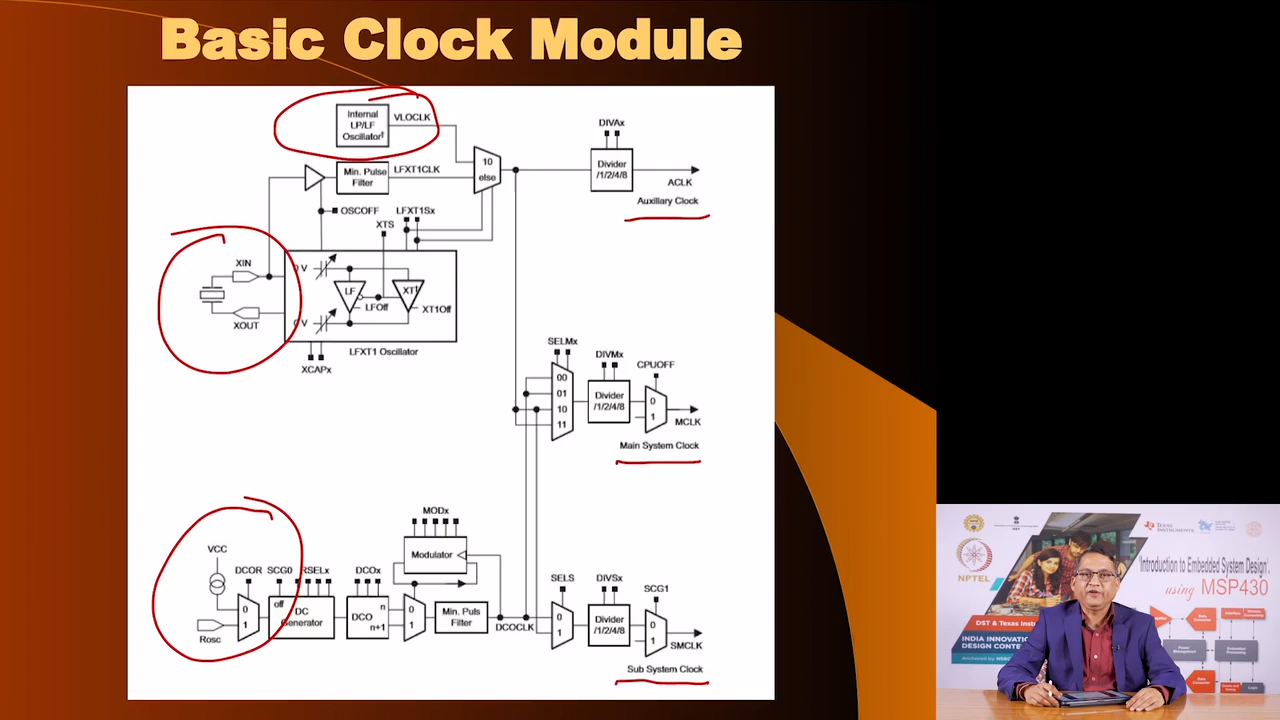 Basic Clock Module
Internal
LP/LF
Oscillator†
VLOCLK
DIVAx
10
else
Min. Pulse
Filter
LFXT1CLK
Divider
/1/2/4/8
ACLK
Auxillary Clock
OSCOFF
LFXT1Sx
XTS
XIN
0 V
LF
XT†
LFOff
XT1Off
0 V
XOUT
LFXT1 Oscillator
XCAPx
SELMx
DIVMx
CPUOFF
00
01
10
11
Divider
/1/2/4/8
0
1
MCLK
Main System Clock
MODx
Modulator
VCC
DCOR
SCG0
RSELx
DCOx
0
1
off
DC
Generator
DCO
n
n+1
0
1
Min. Puls
Filter
DCOCLK
Rosc
SELS
DIVSx
SCG1
0
1
Divider
/1/2/4/8
0
1
SMCLK
Sub System Clock
NPTEL
TEXAS INSTRUMENTS
'Introduction to Embedded System Design'
using MSP430
DST & Texas Inst
INDIA INNOVATION
DESIGN CONTE